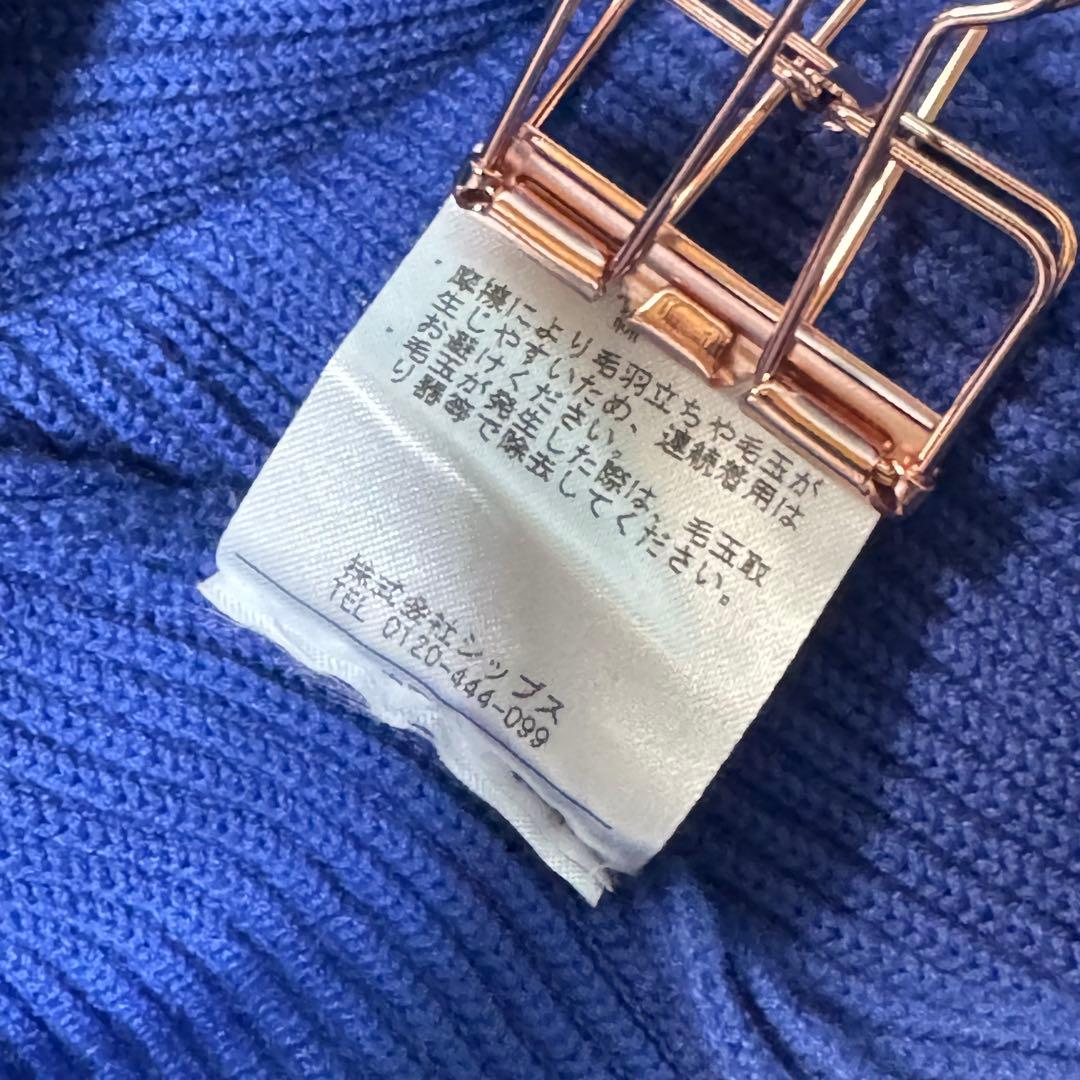 摩擦により毛羽立ちや毛玉が
生じやすいため、連続着用は
お避けください。
毛玉が発生した際は、毛玉取
り器等で除去してください。
株式会社シップス
TEL 0120-444-099